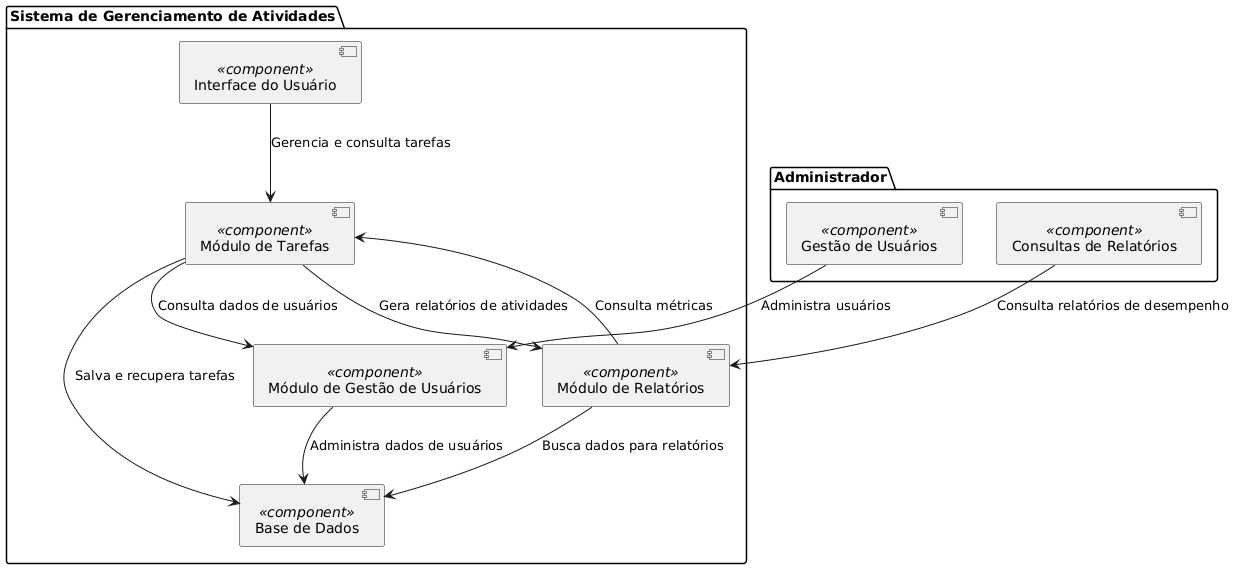 Sistema de Gerenciamento de Atividades
«component»
Interface do Usuário
Gerencia e consulta tarefas
Administrador
«component»
Módulo de Tarefas
«component»
Gestão de Usuários
«component»
Consultas de Relatórios
Consulta dados de usuários
Gera relatórios de atividades
Consulta métricas
Administra usuários
Consulta relatórios de desempenho
Salva e recupera tarefas
«component»
Módulo de Gestão de Usuários
«component»
Módulo de Relatórios
Administra dados de usuários
Busca dados para relatórios
«component»
Base de Dados